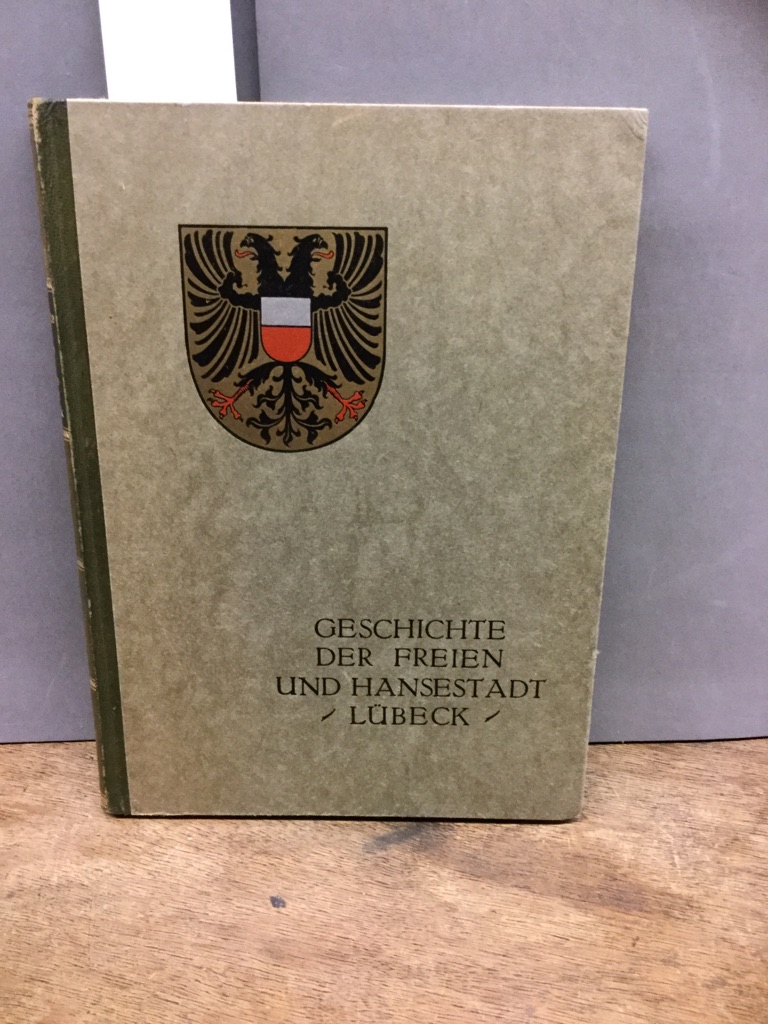 GESCHICHTE
DER FREIEN
UND HANSESTADT
LÜBECK